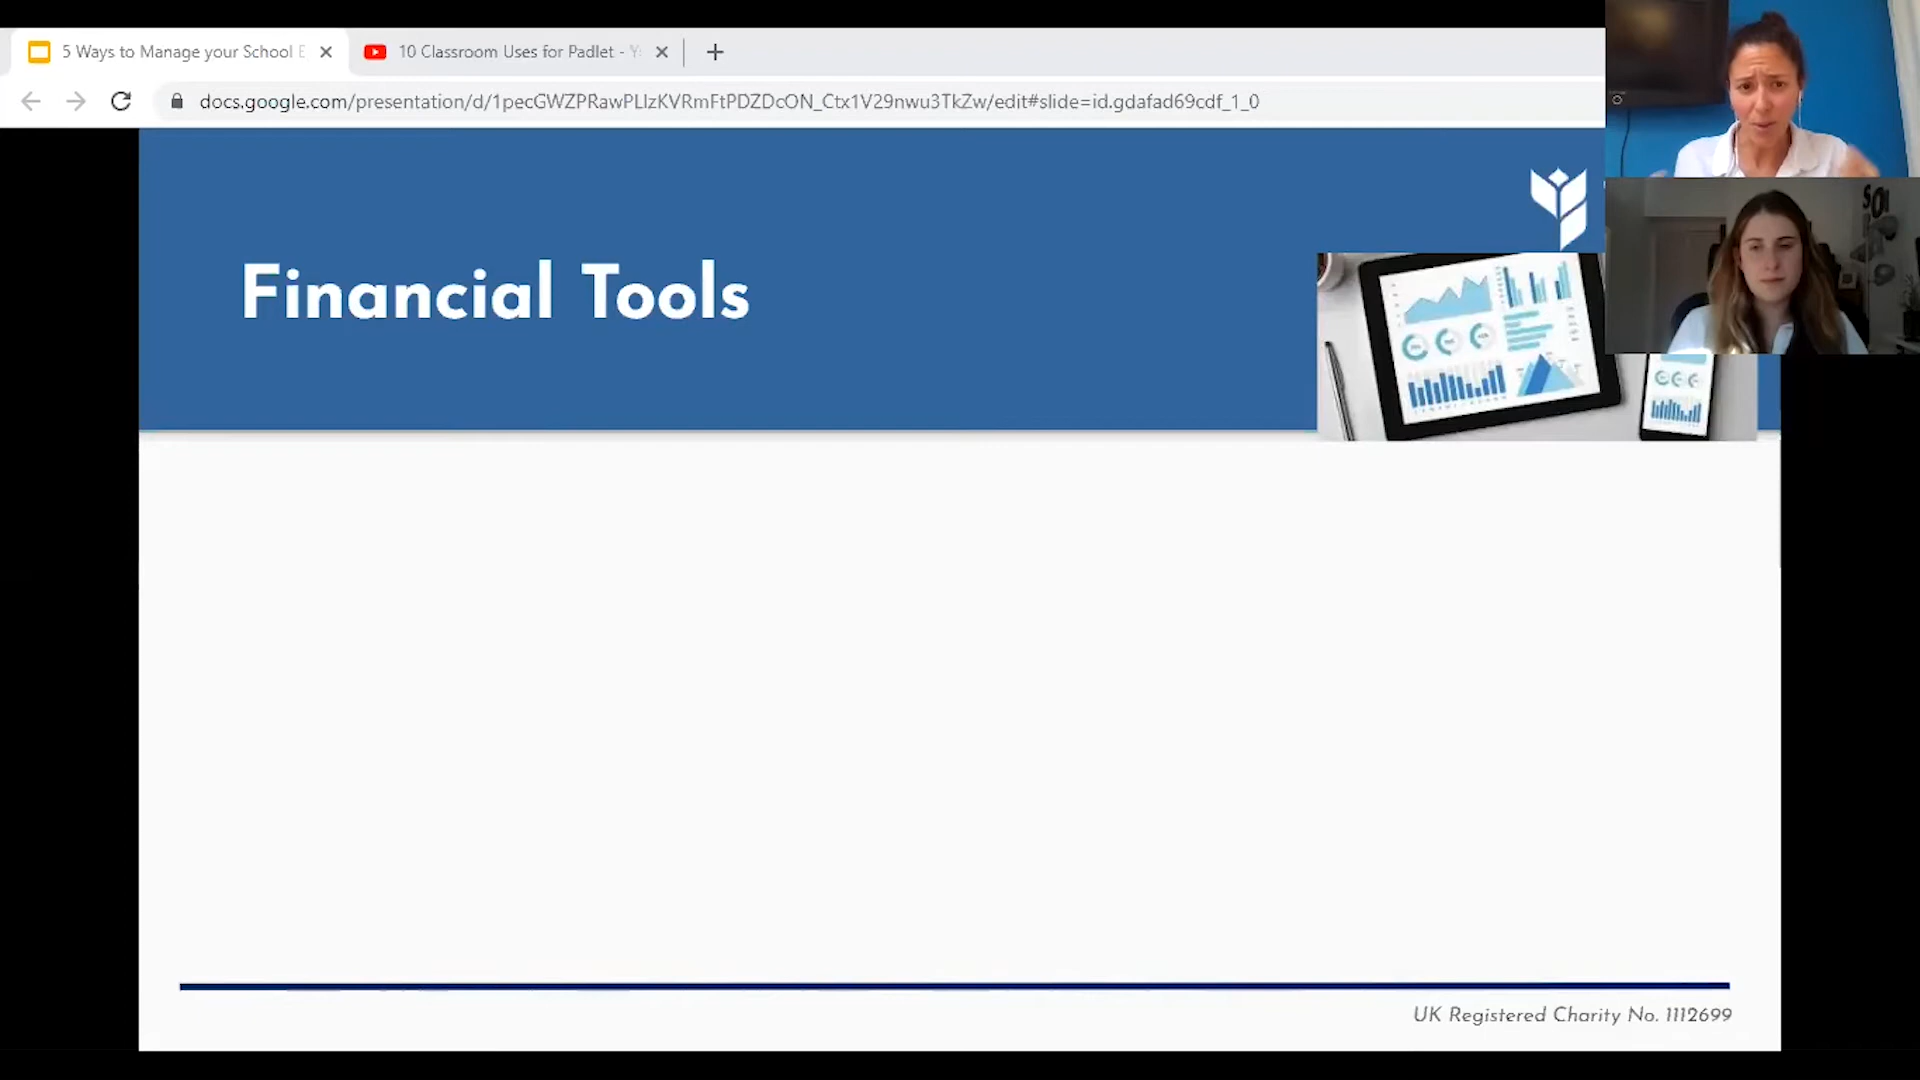 5 Ways to Manage your School E
10 Classroom Uses for Padlet - Y
docs.google.com/presentation/d/1pecGWZPRawPLIzKVRmFtPDZDcON_Ctx1V29nwu3TkZw/edit#slide=id.gdafad69cdf_1_0
Financial Tools
UK Registered Charity No. 1112699